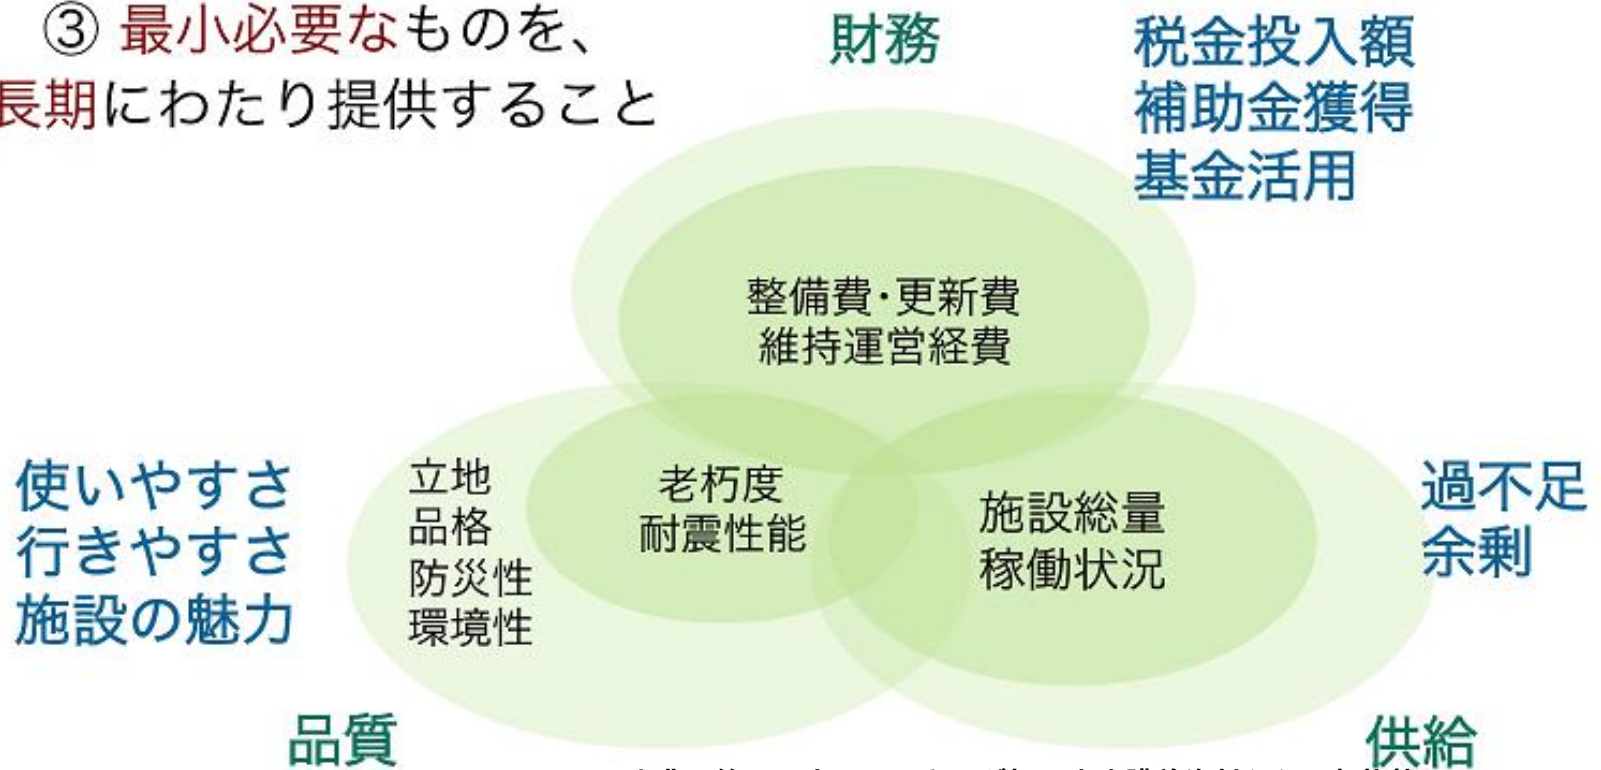 ③ 最小必要なものを、
長期にわたり提供すること
財務
税金投入額
補助金獲得
基金活用
整備費・更新費
維持運営経費
使いやすさ
行きやすさ
施設の魅力
立地
品格
防災性
環境性
老朽度
耐震性能
施設総量
稼働状況
過不足
余剰
品質
供給